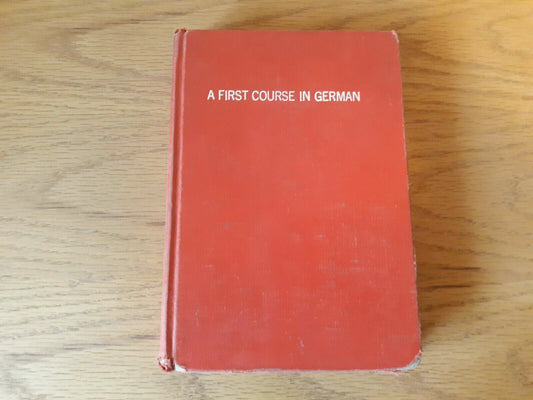 A FIRST COURSE IN GERMAN